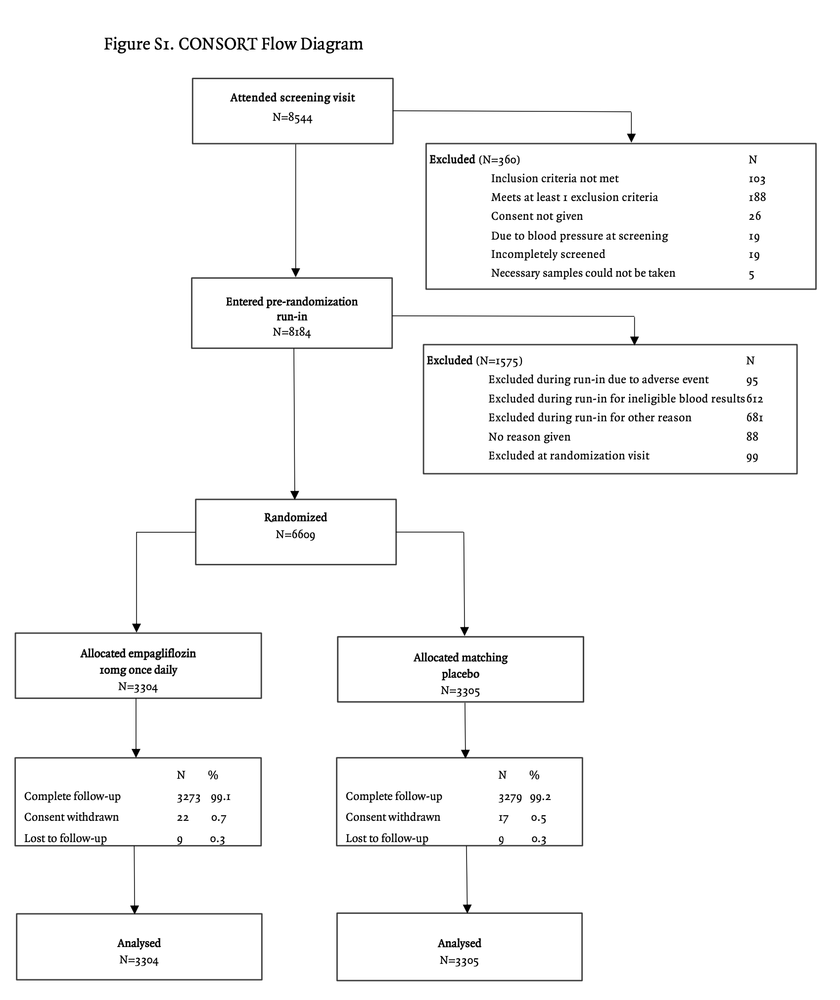 Figure S1. CONSORT Flow Diagram
Attended screening visit
N=8544
Excluded (N=360) N
Inclusion criteria not met 103
Meets at least 1 exclusion criteria 188
Consent not given 26
Due to blood pressure at screening 19
Incompletely screened 19
Necessary samples could not be taken 5
Entered pre-randomization
run-in
N=8184
Excluded (N=1575) N
Excluded during run-in due to adverse event 95
Excluded during run-in for ineligible blood results 612
Excluded during run-in for other reason 681
No reason given 88
Excluded at randomization visit 99
Randomized
N=6609
Allocated empagliflozin
10mg once daily
N=3304
Allocated matching
placebo
N=3305
N %
Complete follow-up 3273 99.1
Consent withdrawn 22 0.7
Lost to follow-up 9 0.3
N %
Complete follow-up 3279 99.2
Consent withdrawn 17 0.5
Lost to follow-up 9 0.3
Analysed
N=3304
Analysed
N=3305